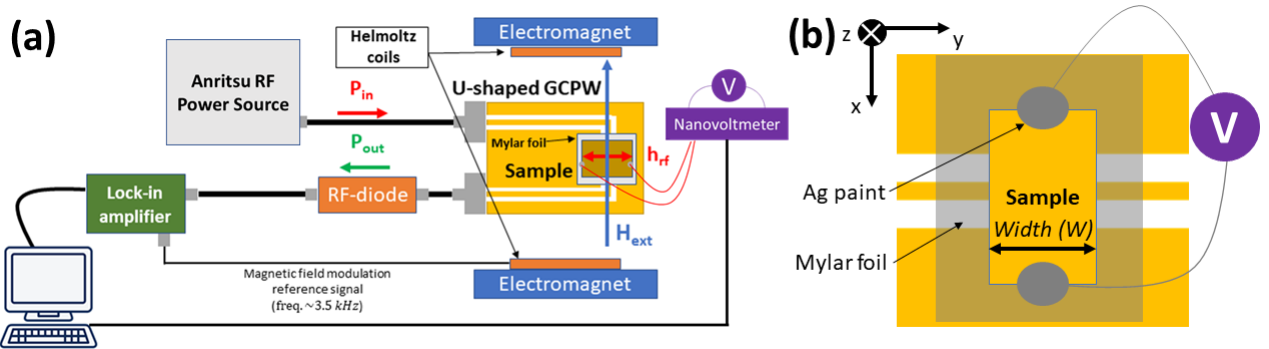 (a)
Helmoltz
coils
Electromagnet
Anritsu RF
Power Source
Pin
U-shaped GCPW
V
Nanovoltmeter
Mylar foil
Pout
Sample
hrf
Lock-in
amplifier
RF-diode
Hext
Magnetic field modulation
reference signal
(freq. ~3.5 kHz)
Electromagnet
(b)
z
y
x
V
Ag paint
Sample
Width (W)
Mylar foil